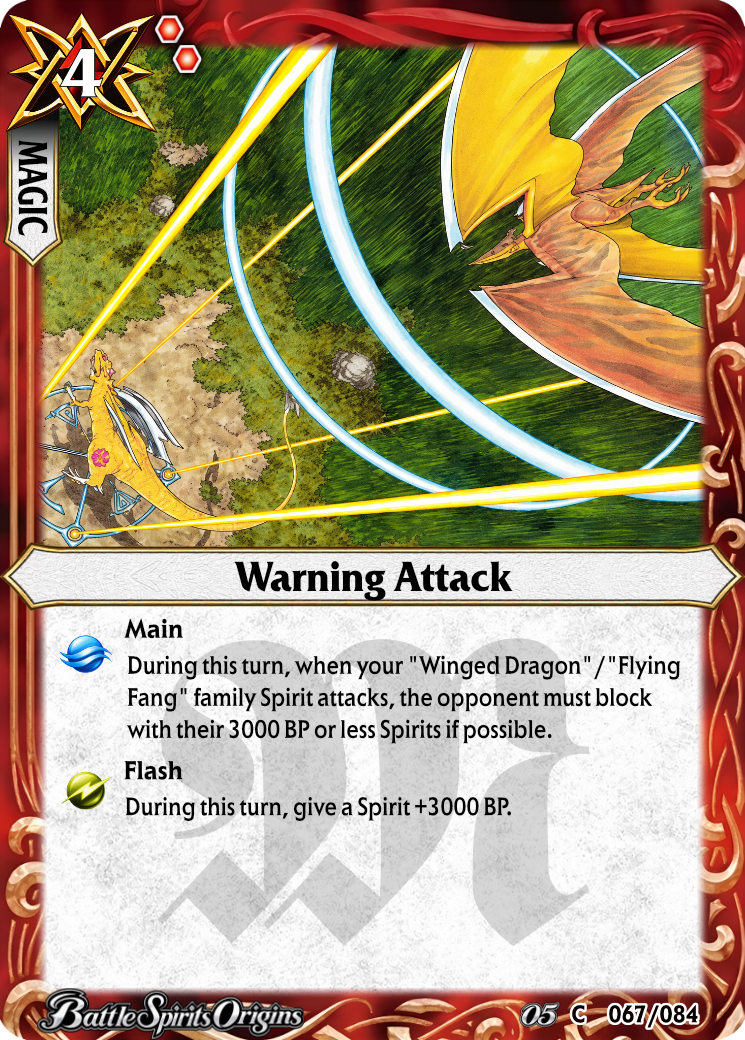 4
MAGIC
Warning Attack
Main
During this turn, when your "Winged Dragon"/"Flying
Fang" family Spirit attacks, the opponent must block
with their 3000 BP or less Spirits if possible.
Flash
During this turn, give a Spirit +3000 BP.
Battle Spirits Origins
05 C 067/084